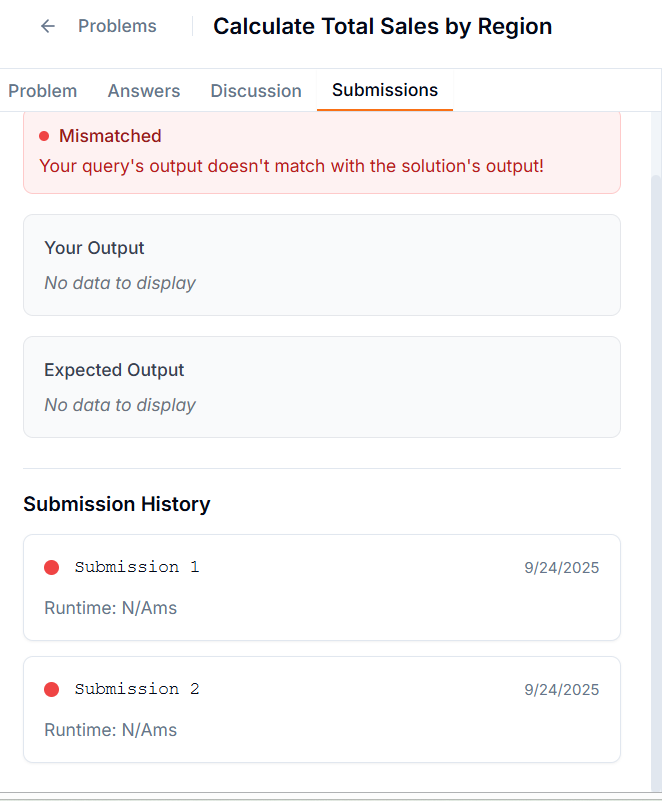 ← Problems Calculate Total Sales by Region
Problem Answers Discussion Submissions
Mismatched
Your query's output doesn't match with the solution's output!
Your Output
No data to display
Expected Output
No data to display
Submission History
Submission 1 9/24/2025
Runtime: N/Ams
Submission 2 9/24/2025
Runtime: N/Ams